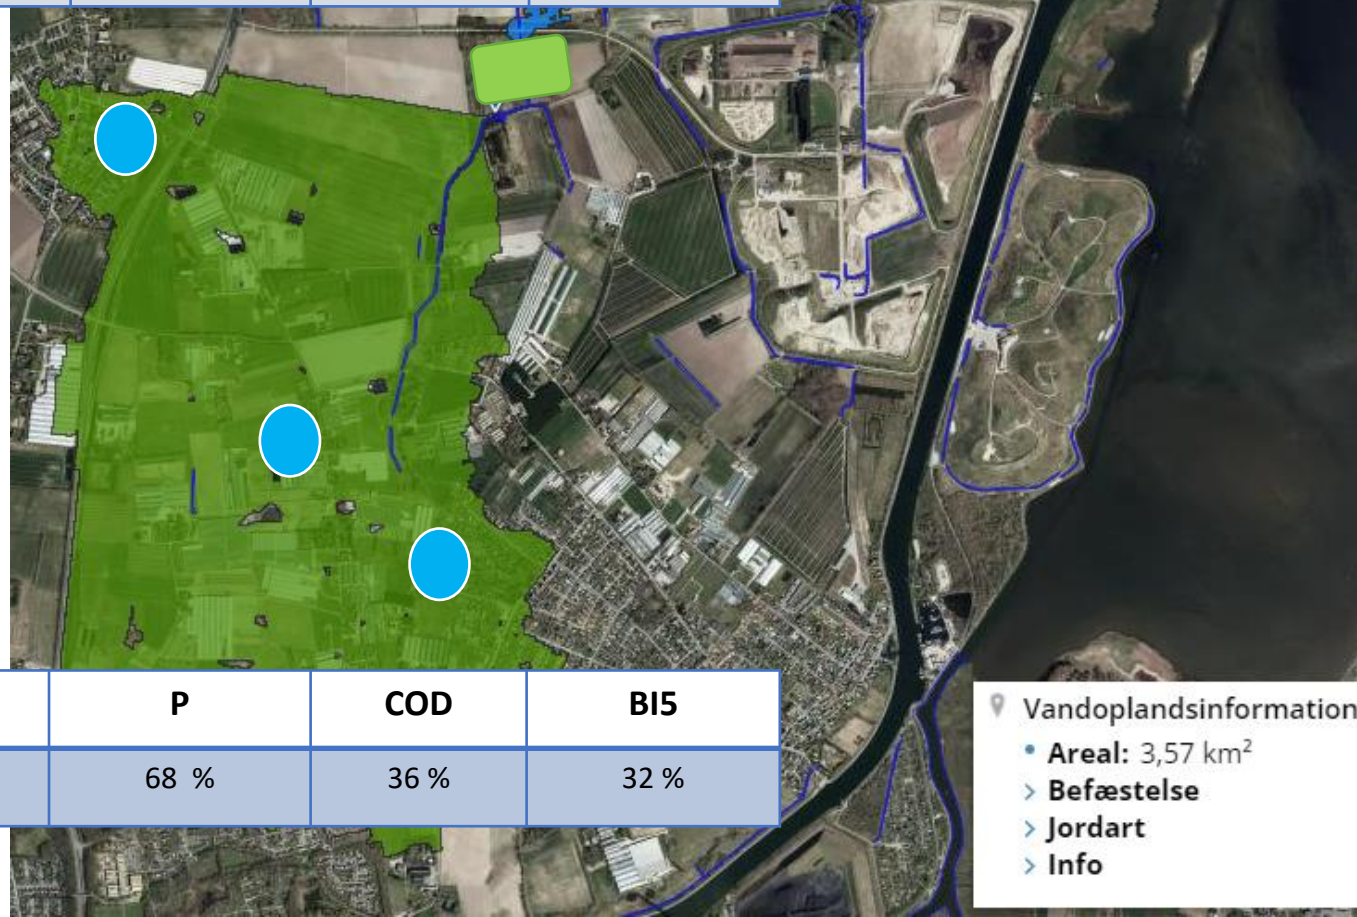 P COD BI5
68 % 36 % 32 %
Vandoplandsinformation
Areal: 3,57 km²
> Befæstelse
> Jordart
> Info